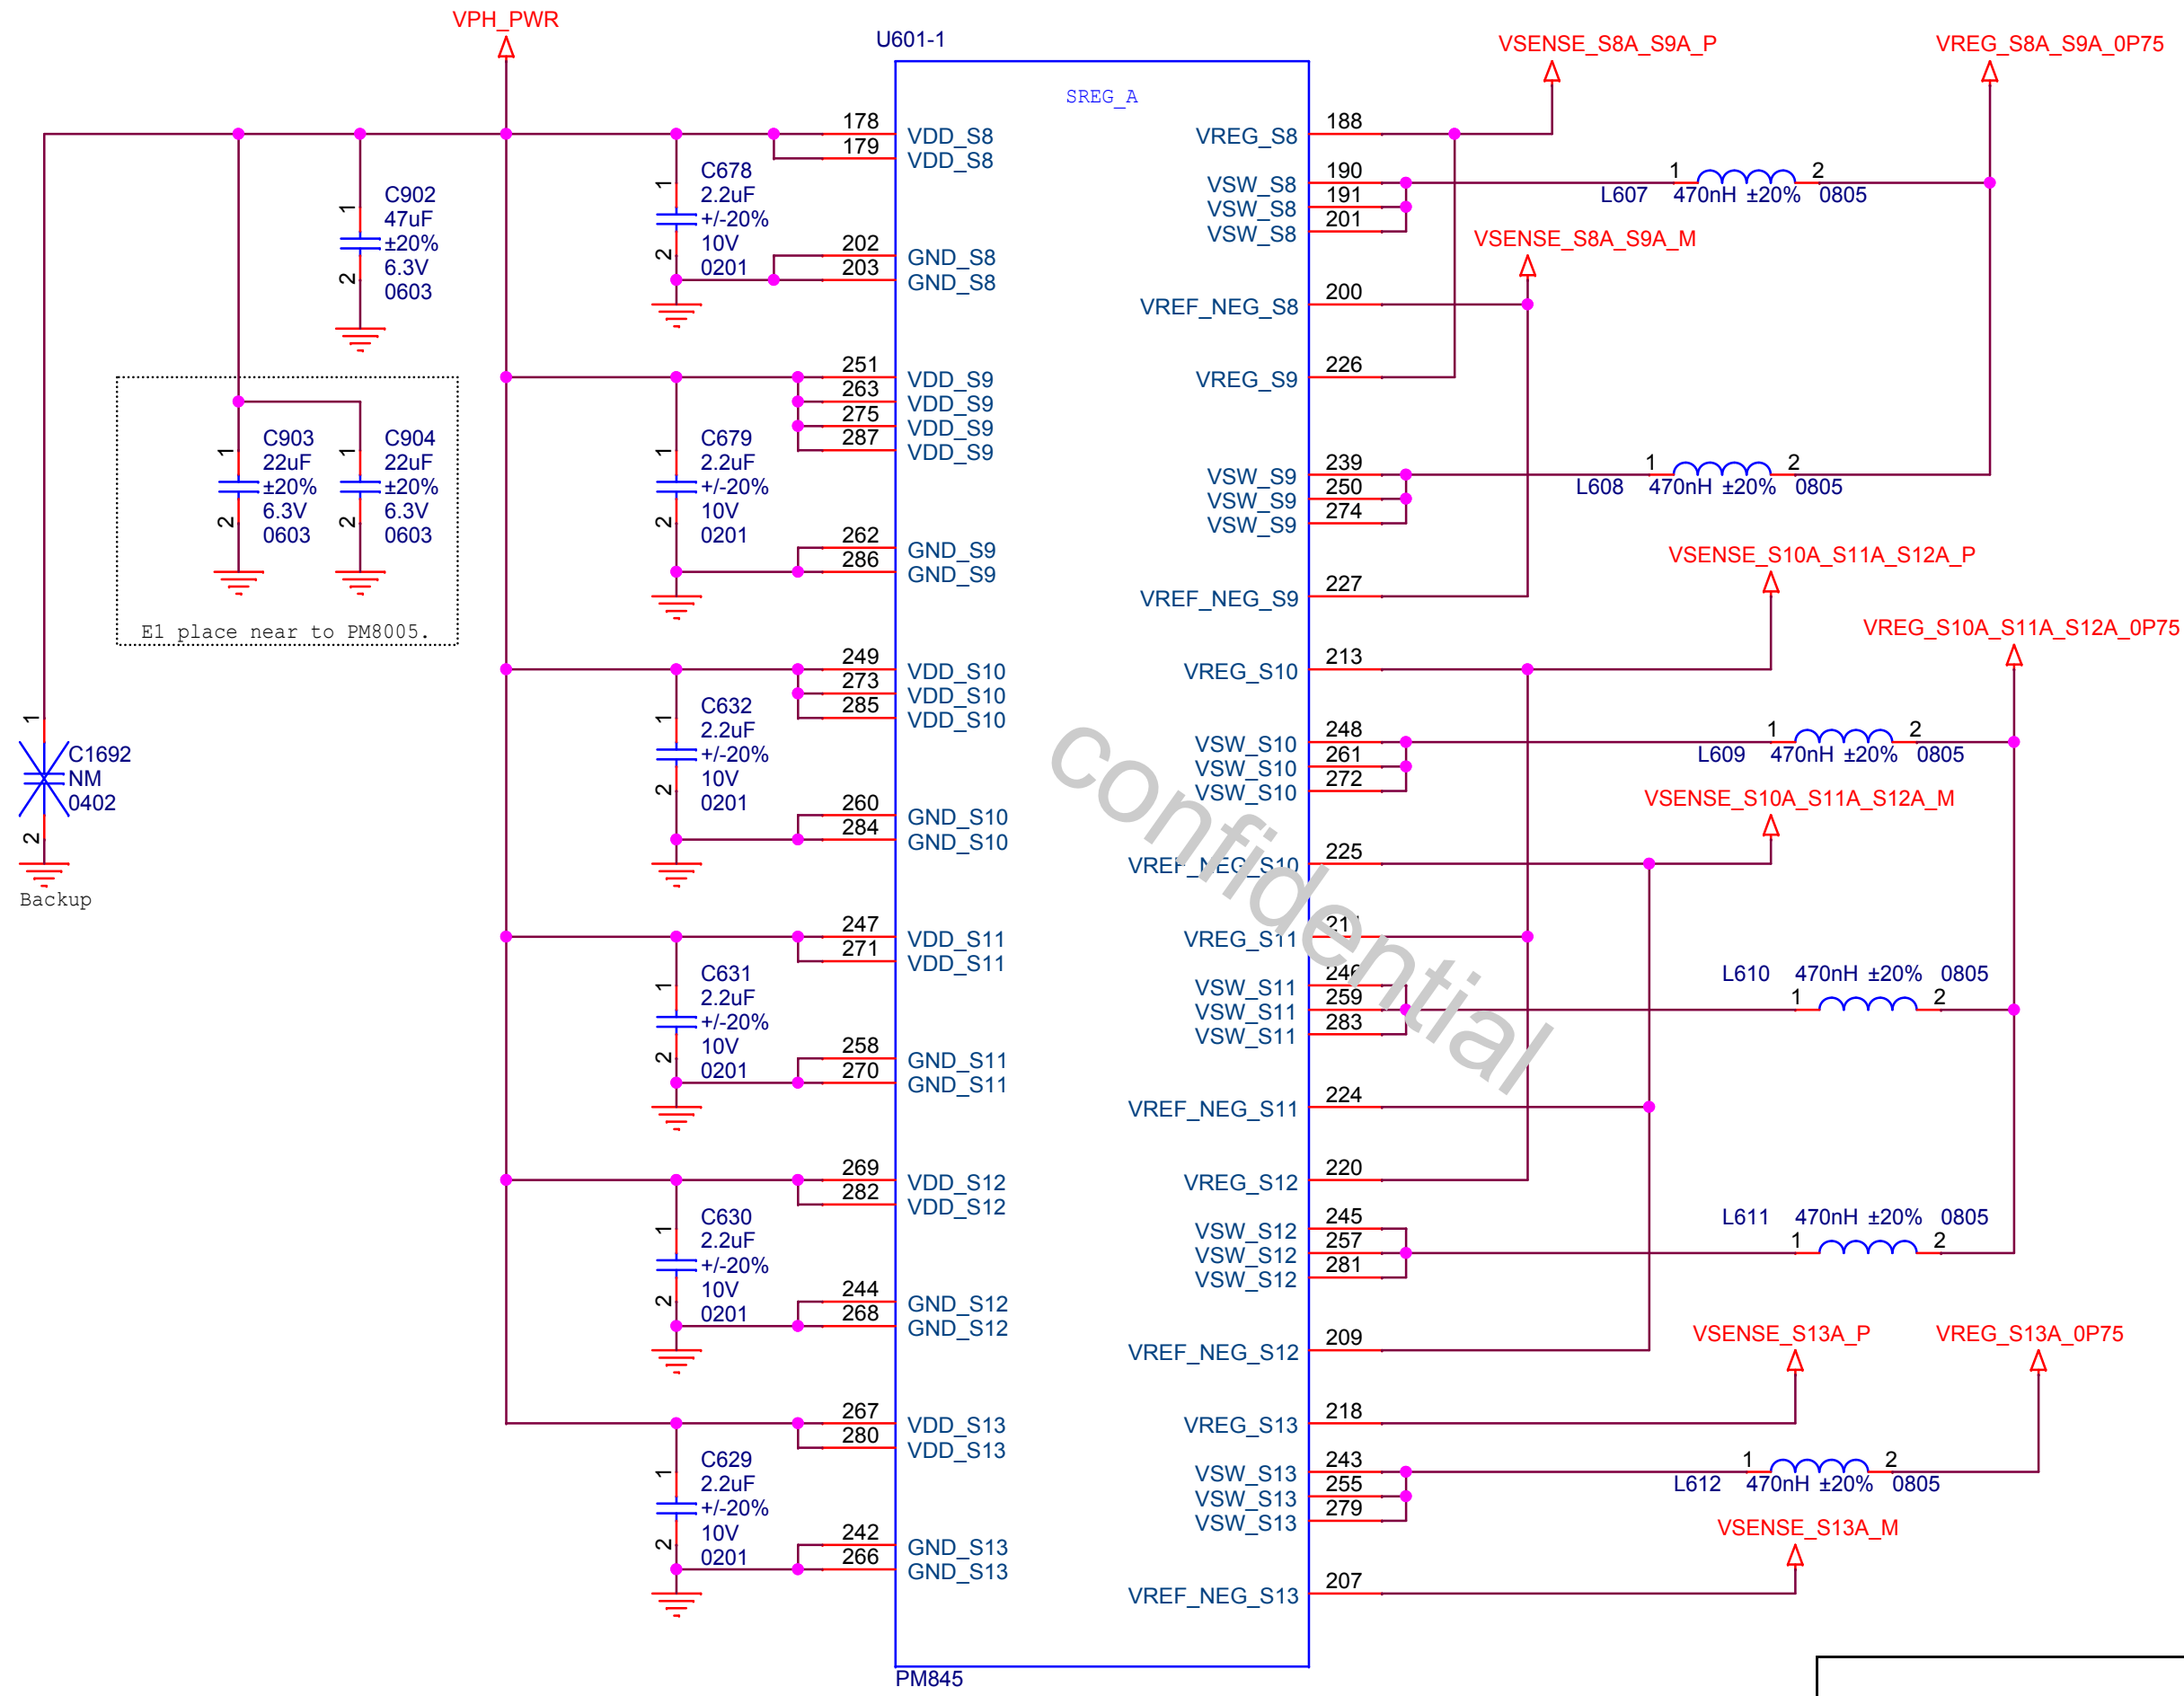 VPH_PWR
U601-1
VSENSE_S8A_S9A_P
VREG_S8A_S9A_0P75
SREG_A
178
VDD_S8
179
VDD_S8
C678
2.2uF
+/-20%
10V
0201
1
2
202
GND_S8
203
GND_S8
C902
47uF
±20%
6.3V
0603
1
2
VREG_S8
188
VSW_S8
190
VSW_S8
191
VSW_S8
201
1
2
L607
470nH ±20%
0805
VSENSE_S8A_S9A_M
VREF_NEG_S8
200
251
VDD_S9
263
VDD_S9
275
VDD_S9
287
VDD_S9
C679
2.2uF
+/-20%
10V
0201
1
2
262
GND_S9
286
GND_S9
C903
22uF
±20%
6.3V
0603
1
2
C904
22uF
±20%
6.3V
0603
1
2
E1 place near to PM8005.
VREG_S9
226
VSW_S9
239
VSW_S9
250
VSW_S9
274
1
2
L608
470nH ±20%
0805
VREF_NEG_S9
227
VSENSE_S10A_S11A_S12A_P
VREG_S10A_S11A_S12A_0P75
249
VDD_S10
273
VDD_S10
285
VDD_S10
C632
2.2uF
+/-20%
10V
0201
1
2
260
GND_S10
284
GND_S10
1
C1692
NM
0402
2
Backup
VREG_S10
213
VSW_S10
248
VSW_S10
261
VSW_S10
272
1
2
L609
470nH ±20%
0805
VSENSE_S10A_S11A_S12A_M
VREF_NEG_S10
225
confidential
247
VDD_S11
271
VDD_S11
C631
2.2uF
+/-20%
10V
0201
1
2
258
GND_S11
270
GND_S11
VREG_S11
VSW_S11
246
VSW_S11
259
VSW_S11
283
L610
470nH ±20%
0805
1
2
VREF_NEG_S11
224
269
VDD_S12
282
VDD_S12
C630
2.2uF
+/-20%
10V
0201
1
2
244
GND_S12
268
GND_S12
VREG_S12
220
VSW_S12
245
VSW_S12
257
VSW_S12
281
L611
470nH ±20%
0805
1
2
VREF_NEG_S12
209
VSENSE_S13A_P
VREG_S13A_0P75
267
VDD_S13
280
VDD_S13
C629
2.2uF
+/-20%
10V
0201
1
2
242
GND_S13
266
GND_S13
VREG_S13
218
VSW_S13
243
VSW_S13
255
VSW_S13
279
1
2
L612
470nH ±20%
0805
VSENSE_S13A_M
VREF_NEG_S13
207
PM845